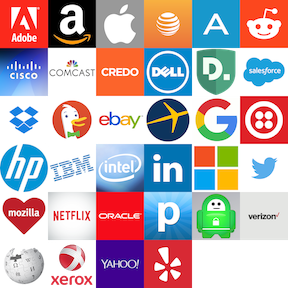 Adobe
a
A
CISCO
COMCAST
CREDO
DELL
D.
salesforce
ebay
G
hp
IBM
intel
in
mozilla
NETFLIX
ORACLE
p
verizon
W
xerox
YAHOO!